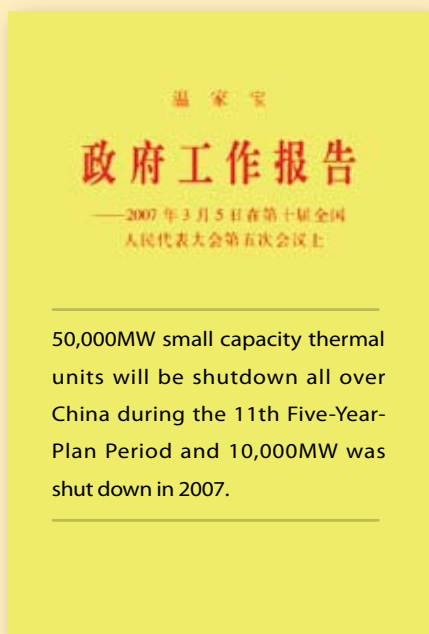 温 家 宝
政府工作报告
——2007 年 3 月 5 日在第十届全国
人民代表大会第五次会议上
50,000MW small capacity thermal
units will be shutdown all over
China during the 11th Five-Year-
Plan Period and 10,000MW was
shut down in 2007.